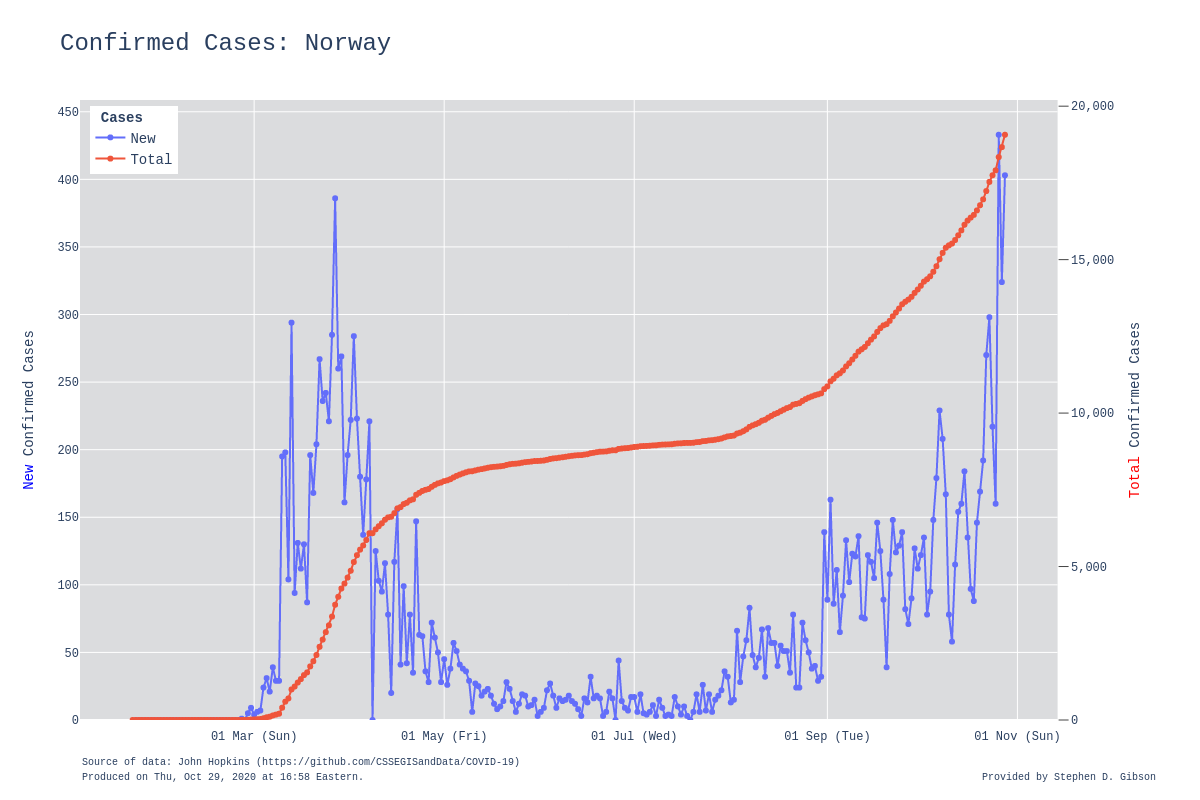 Confirmed Cases: Norway
Cases
New
Total
450
400
350
300
250
200
150
100
50
0
20,000
15,000
10,000
5,000
0
New Confirmed Cases
Total Confirmed Cases
01 Mar (Sun)
01 May (Fri)
01 Jul (Wed)
01 Sep (Tue)
01 Nov (Sun)
Source of data: John Hopkins (https://github.com/CSSEGISandData/COVID-19)
Produced on Thu, Oct 29, 2020 at 16:58 Eastern.
Provided by Stephen D. Gibson